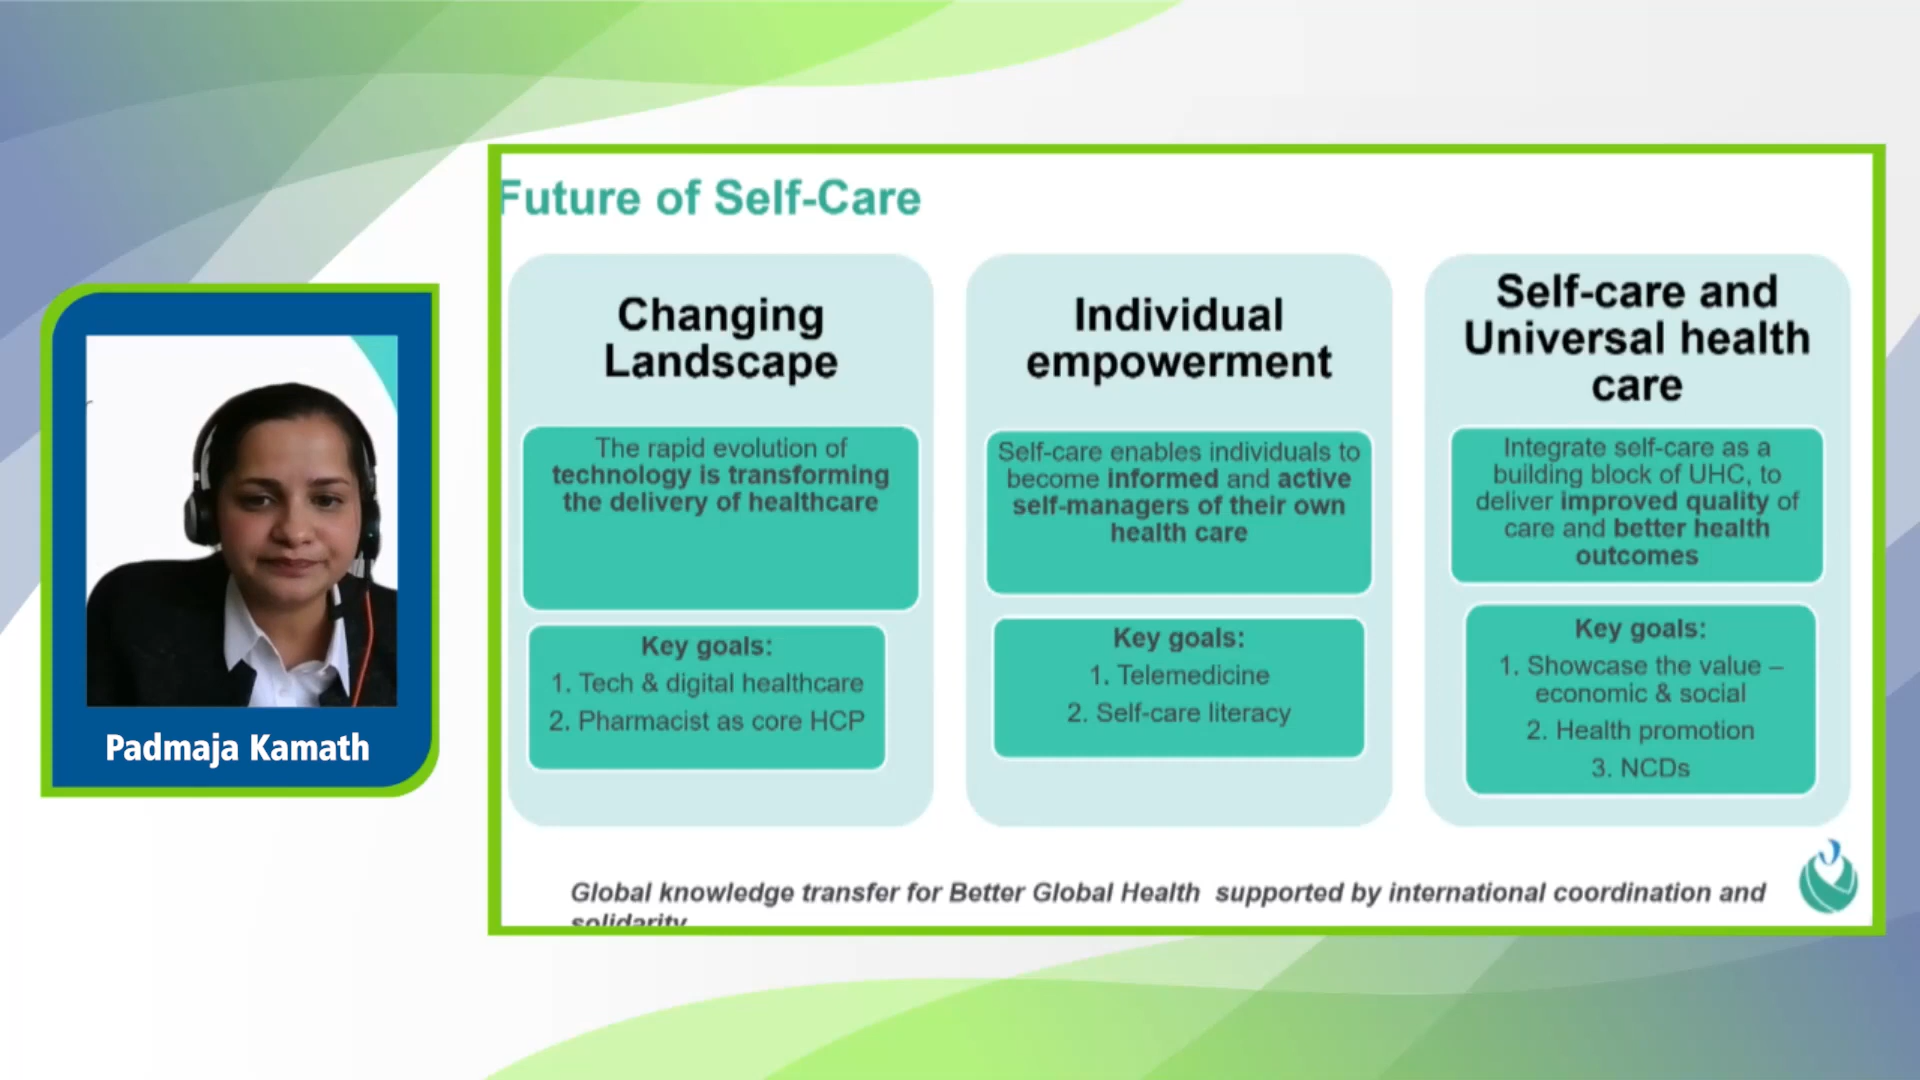 Future of Self-Care
Changing
Landscape
The rapid evolution of
technology is transforming
the delivery of healthcare
Key goals:
1. Tech & digital healthcare
2. Pharmacist as core HCP
Individual
empowerment
Self-care enables individuals to
become informed and active
self-managers of their own
health care
Key goals:
1. Telemedicine
2. Self-care literacy
Self-care and
Universal health
care
Integrate self-care as a
building block of UHC, to
deliver improved quality of
care and better health
outcomes
Key goals:
1. Showcase the value –
economic & social
2. Health promotion
3. NCDs
Global knowledge transfer for Better Global Health supported by international coordination and
solidarity
Padmaja Kamath